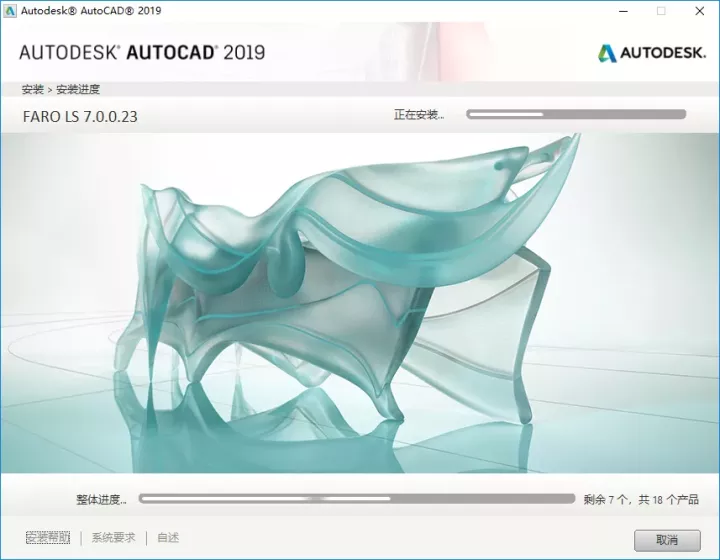 Autodesk® AutoCAD® 2019
AUTODESK® AUTOCAD® 2019
AUTODESK.
安装 > 安装进度
FARO LS 7.0.0.23
正在安装...
整体进度...
剩余 7 个，共 18 个产品
安装帮助 | 系统要求 | 自述
取消